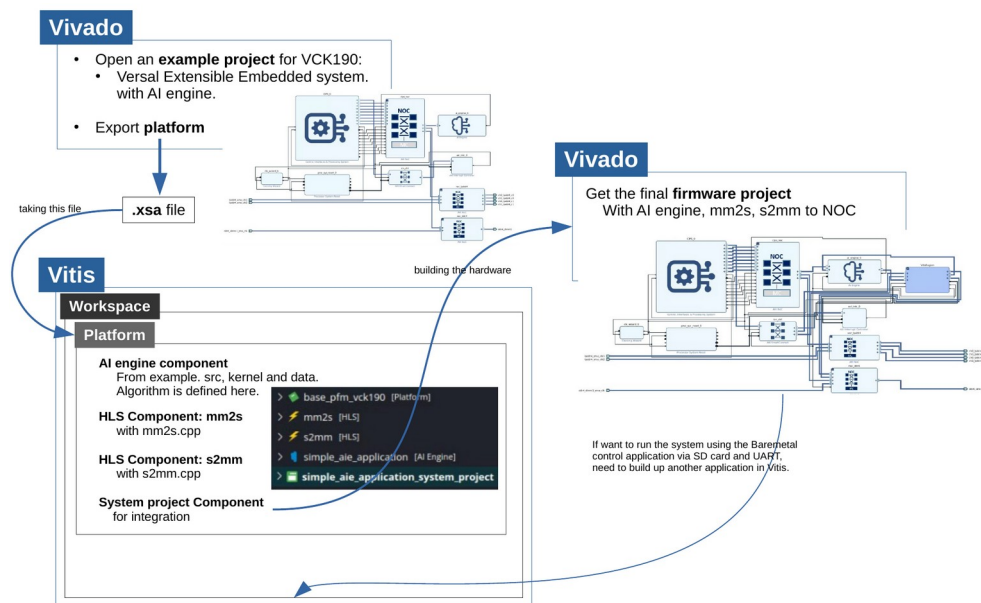 Vivado
• Open an example project for VCK190:
• Versal Extensible Embedded system.
with AI engine.
• Export platform
NOC
taking this file
.xsa file
Vivado
Get the final firmware project
With AI engine, mm2s, s2mm to NOC
NOC
building the hardware
Vitis
Workspace
Platform
AI engine component
From example. src, kernel and data.
Algorithm is defined here.
HLS Component: mm2s
with mm2s.cpp
HLS Component: s2mm
with s2mm.cpp
System project Component
for integration
> base_pfm_vck190 [Platform]
> mm2s [HLS]
> s2mm [HLS]
> simple_aie_application [AI Engine]
> simple_aie_application_system_project
If want to run the system using the Baremetal
control application via SD card and UART,
need to build up another application in Vitis.